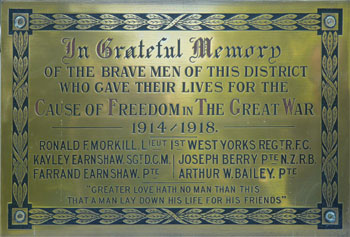 In Grateful Memory
OF THE BRAVE MEN OF THIS DISTRICT
WHO GAVE THEIR LIVES FOR THE
CAUSE OF FREEDOM IN THE GREAT WAR
1914/1918.
RONALD F. MORKILL. LIEUT 1ST WEST YORKS REGT R.F.C.
KAYLEY EARNSHAW. SGT D.C.M. JOSEPH BERRY PTE N.Z.R.B.
FARRAND EARNSHAW. PTE ARTHUR W. BAILEY. PTE
"GREATER LOVE HATH NO MAN THAN THIS
THAT A MAN LAY DOWN HIS LIFE FOR HIS FRIENDS"